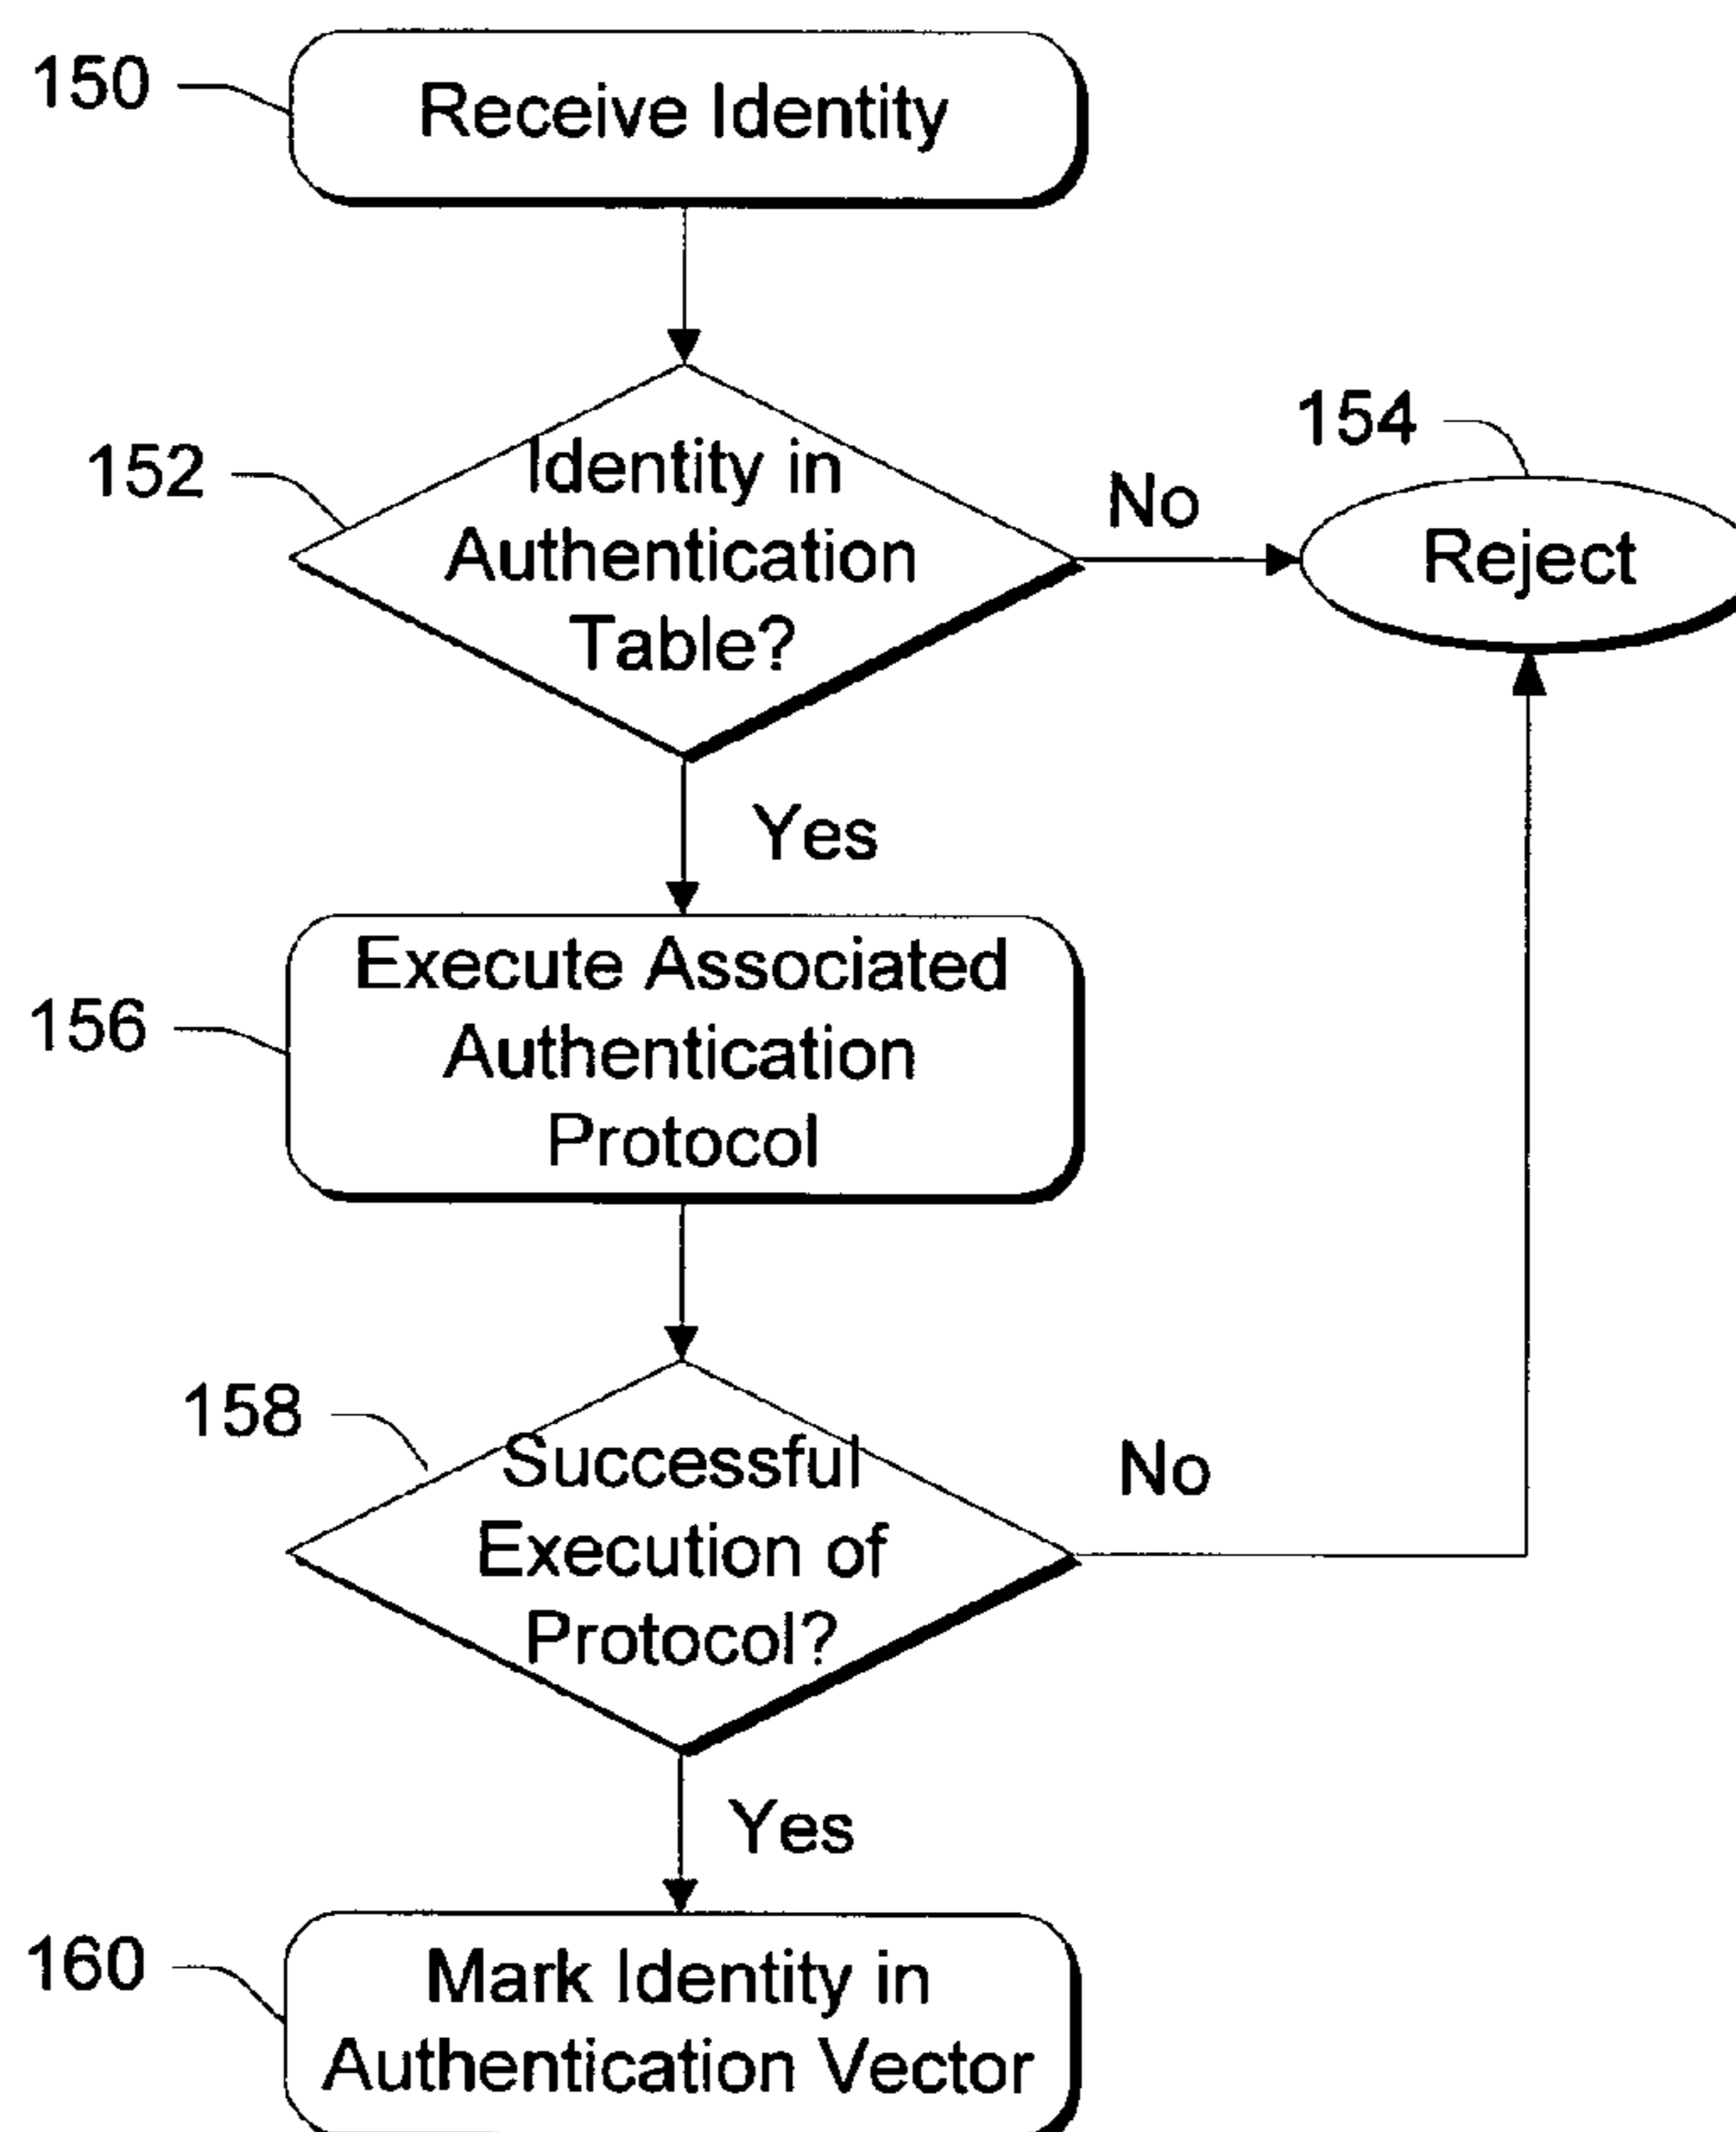 150
Receive Identity
152
Identity in
Authentication
Table?
No
154
Reject
Yes
156
Execute Associated
Authentication
Protocol
158
Successful
Execution of
Protocol?
No
Yes
160
Mark Identity in
Authentication Vector